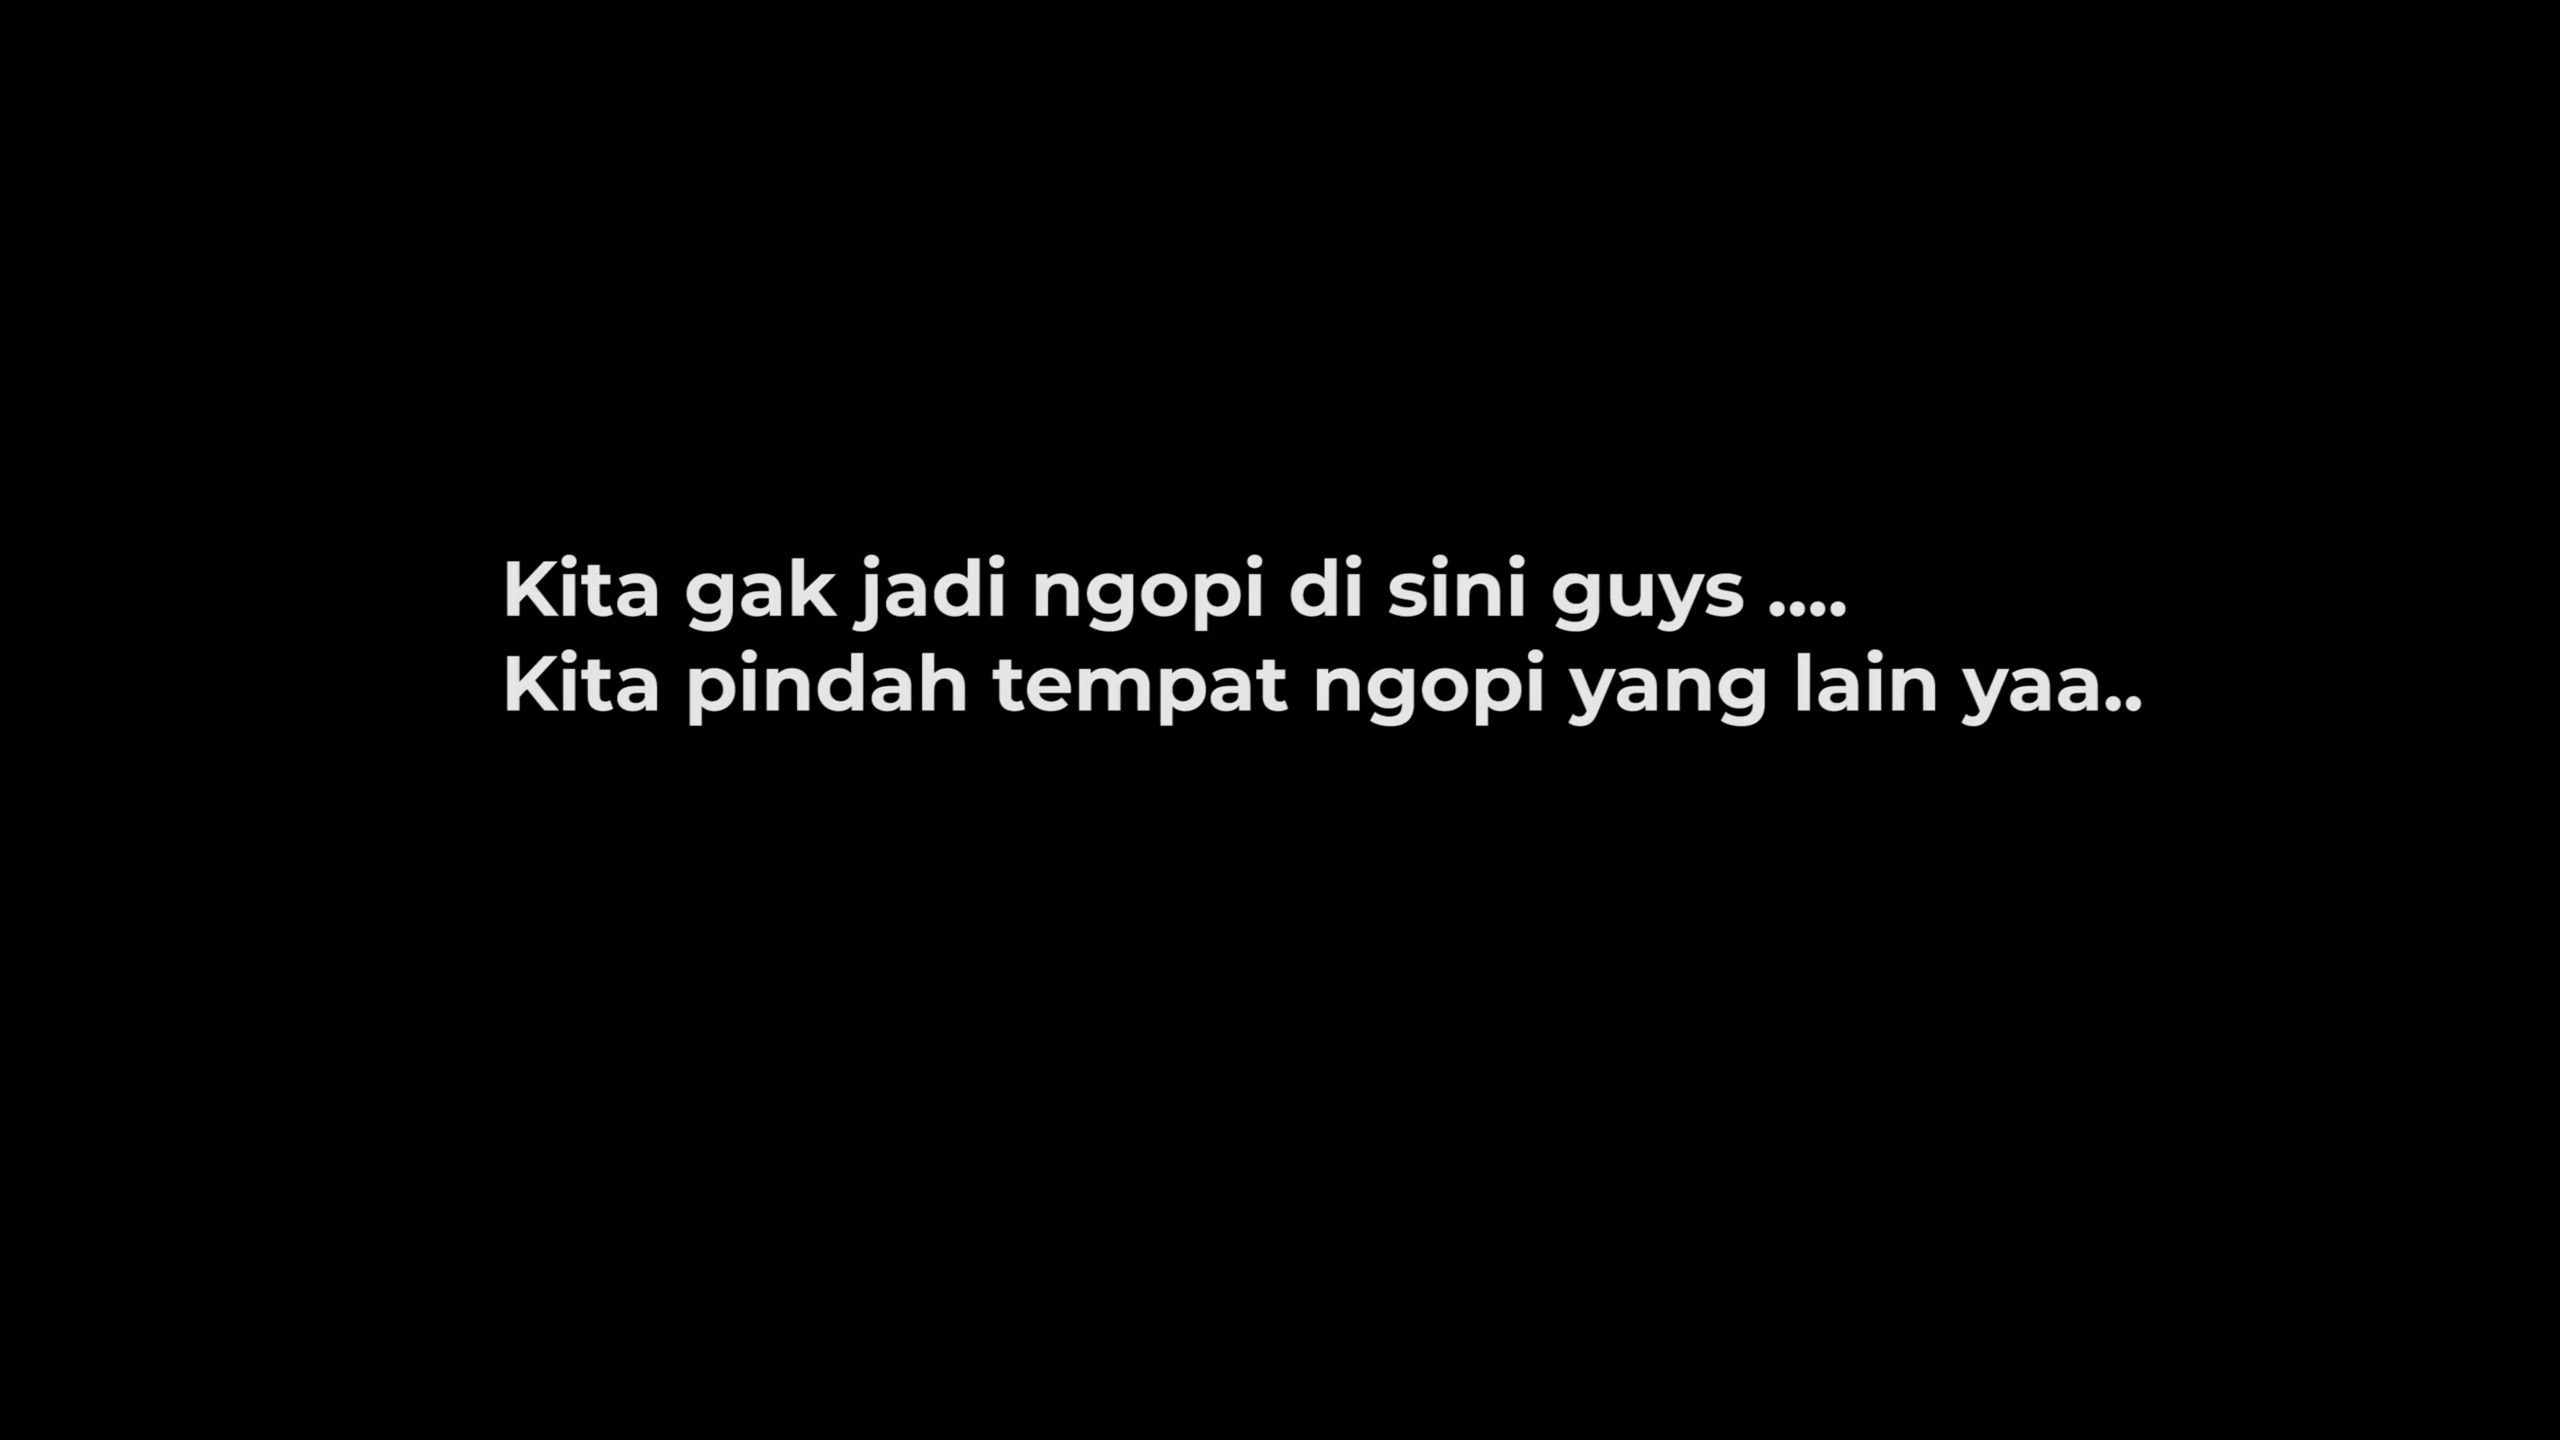 Kita gak jadi ngopi di sini guys ....
Kita pindah tempat ngopi yang lain yaa..